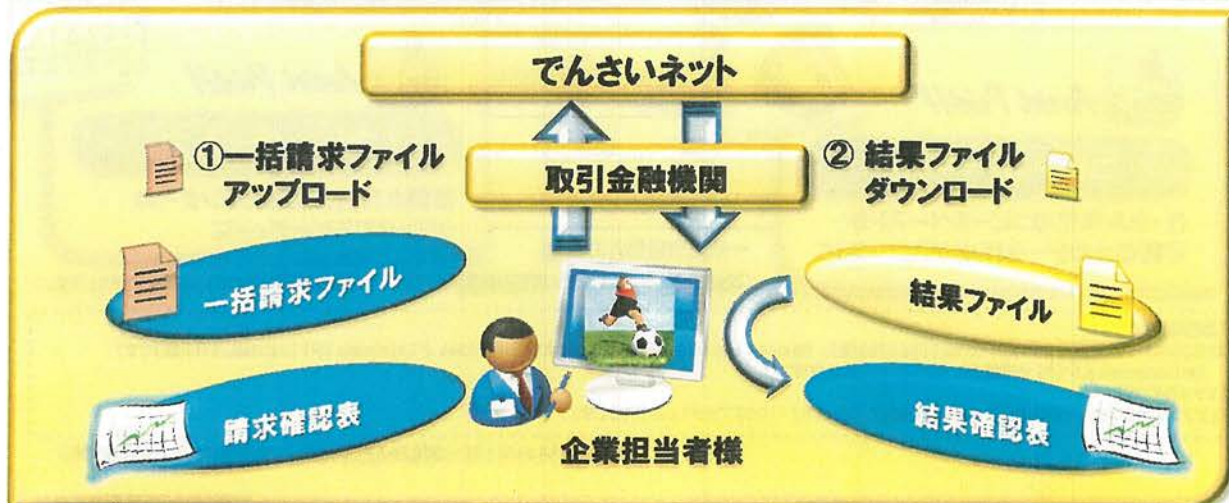 でんさいネット
①一括請求ファイル
アップロード
取引金融機関
② 結果ファイル
ダウンロード
一括請求ファイル
結果ファイル
請求確認表
結果確認表
企業担当者様